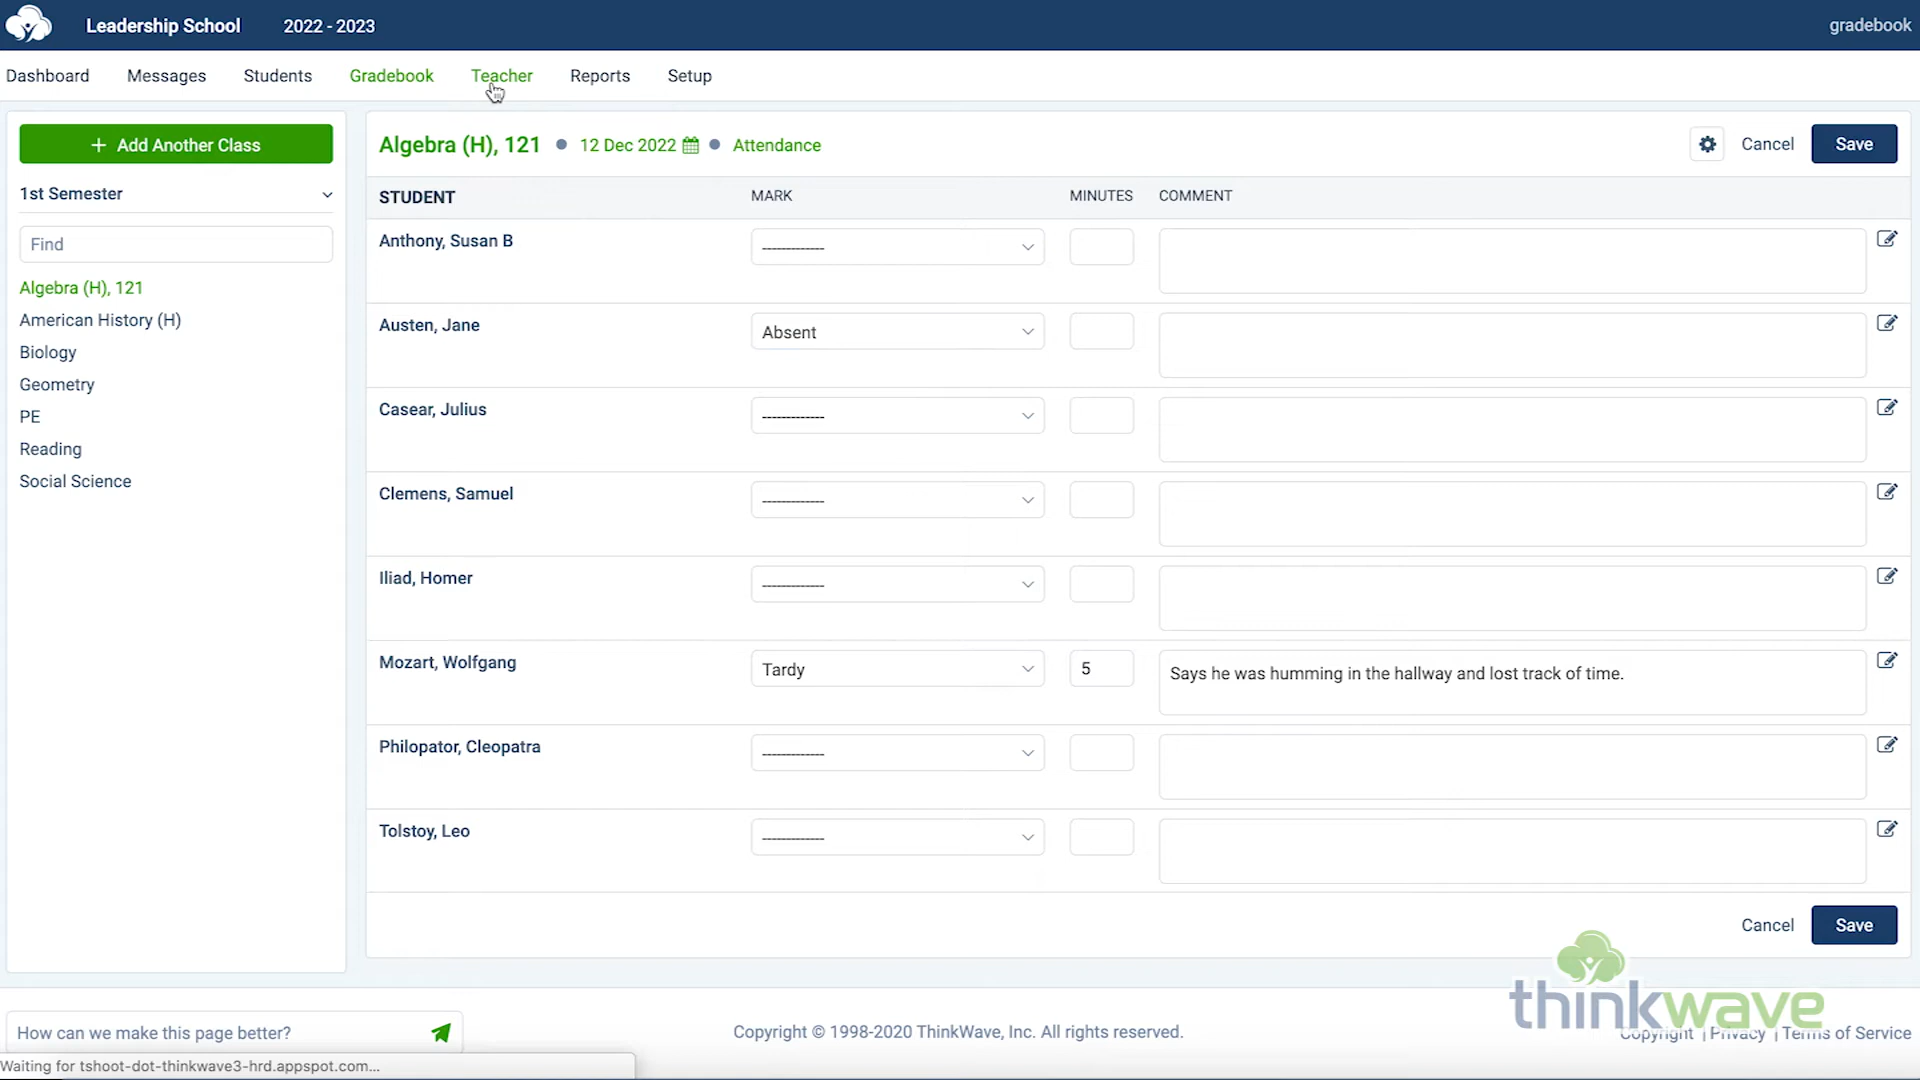 Leadership School 2022 - 2023 gradebook
Dashboard Messages Students Gradebook Teacher Reports Setup
+ Add Another Class
1st Semester
Find
Algebra (H), 121
American History (H)
Biology
Geometry
PE
Reading
Social Science
Algebra (H), 121 • 12 Dec 2022 • Attendance Cancel Save
STUDENT MARK MINUTES COMMENT
Anthony, Susan B -------------
Austen, Jane Absent
Casear, Julius -------------
Clemens, Samuel -------------
Iliad, Homer -------------
Mozart, Wolfgang Tardy 5 Says he was humming in the hallway and lost track of time.
Philopator, Cleopatra -------------
Tolstoy, Leo -------------
Cancel Save
thinkwave
How can we make this page better? Copyright © 1998-2020 ThinkWave, Inc. All rights reserved. Copyright | Privacy | Terms of Service
Waiting for tshoot-dot-thinkwave3-hrd.appspot.com...